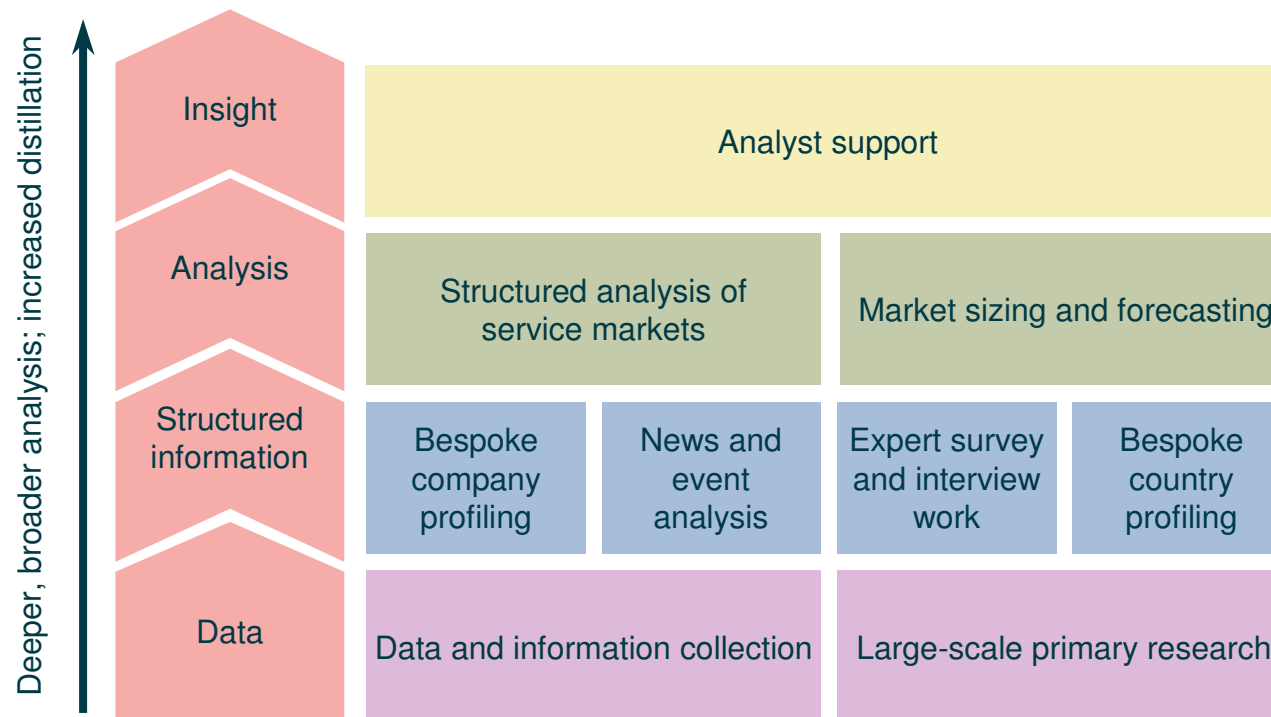 Deeper, broader analysis; increased distillation
Insight
Analyst support
Analysis
Structured analysis of
service markets
Market sizing and forecasting
Structured
information
Bespoke
company
profiling
News and
event
analysis
Expert survey
and interview
work
Bespoke
country
profiling
Data
Data and information collection
Large-scale primary research